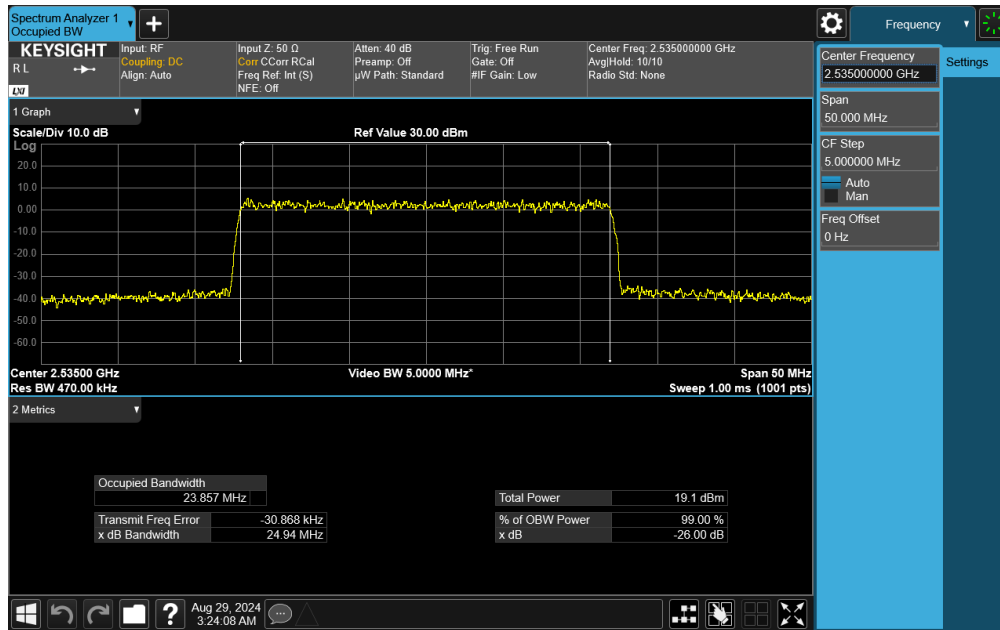 Spectrum Analyzer 1
Occupied BW
+
Frequency
KEYSIGHT
R L
LXI
Input: RF
Coupling: DC
Align: Auto
Input Z: 50 Ω
Corr CCorr RCal
Freq Ref: Int (S)
NFE: Off
Atten: 40 dB
Preamp: Off
µW Path: Standard
Trig: Free Run
Gate: Off
#IF Gain: Low
Center Freq: 2.535000000 GHz
Avg|Hold: 10/10
Radio Std: None
Center Frequency
2.535000000 GHz
Settings
Span
50.000 MHz
CF Step
5.000000 MHz
Auto
Man
Freq Offset
0 Hz
1 Graph
Scale/Div 10.0 dB
Ref Value 30.00 dBm
Log
20.0
10.0
0.00
-10.0
-20.0
-30.0
-40.0
-50.0
-60.0
Center 2.53500 GHz
Video BW 5.0000 MHz*
Span 50 MHz
Res BW 470.00 kHz
Sweep 1.00 ms (1001 pts)
2 Metrics
Occupied Bandwidth
23.857 MHz
Total Power 19.1 dBm
Transmit Freq Error -30.868 kHz
% of OBW Power 99.00 %
x dB Bandwidth 24.94 MHz
x dB -26.00 dB
?
Aug 29, 2024
3:24:08 AM